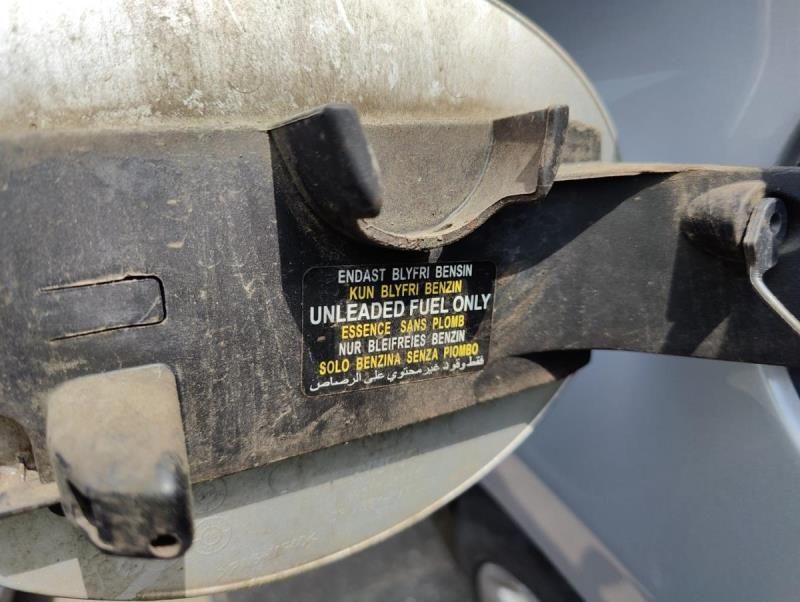 ENDAST BLYFRI BENSIN
KUN BLYFRI BENZIN
UNLEADED FUEL ONLY
ESSENCE SANS PLOMB
NUR BLEIFREIES BENZIN
SOLO BENZINA SENZA PIOMBO
فقط وقود غير محتوي على الرصاص